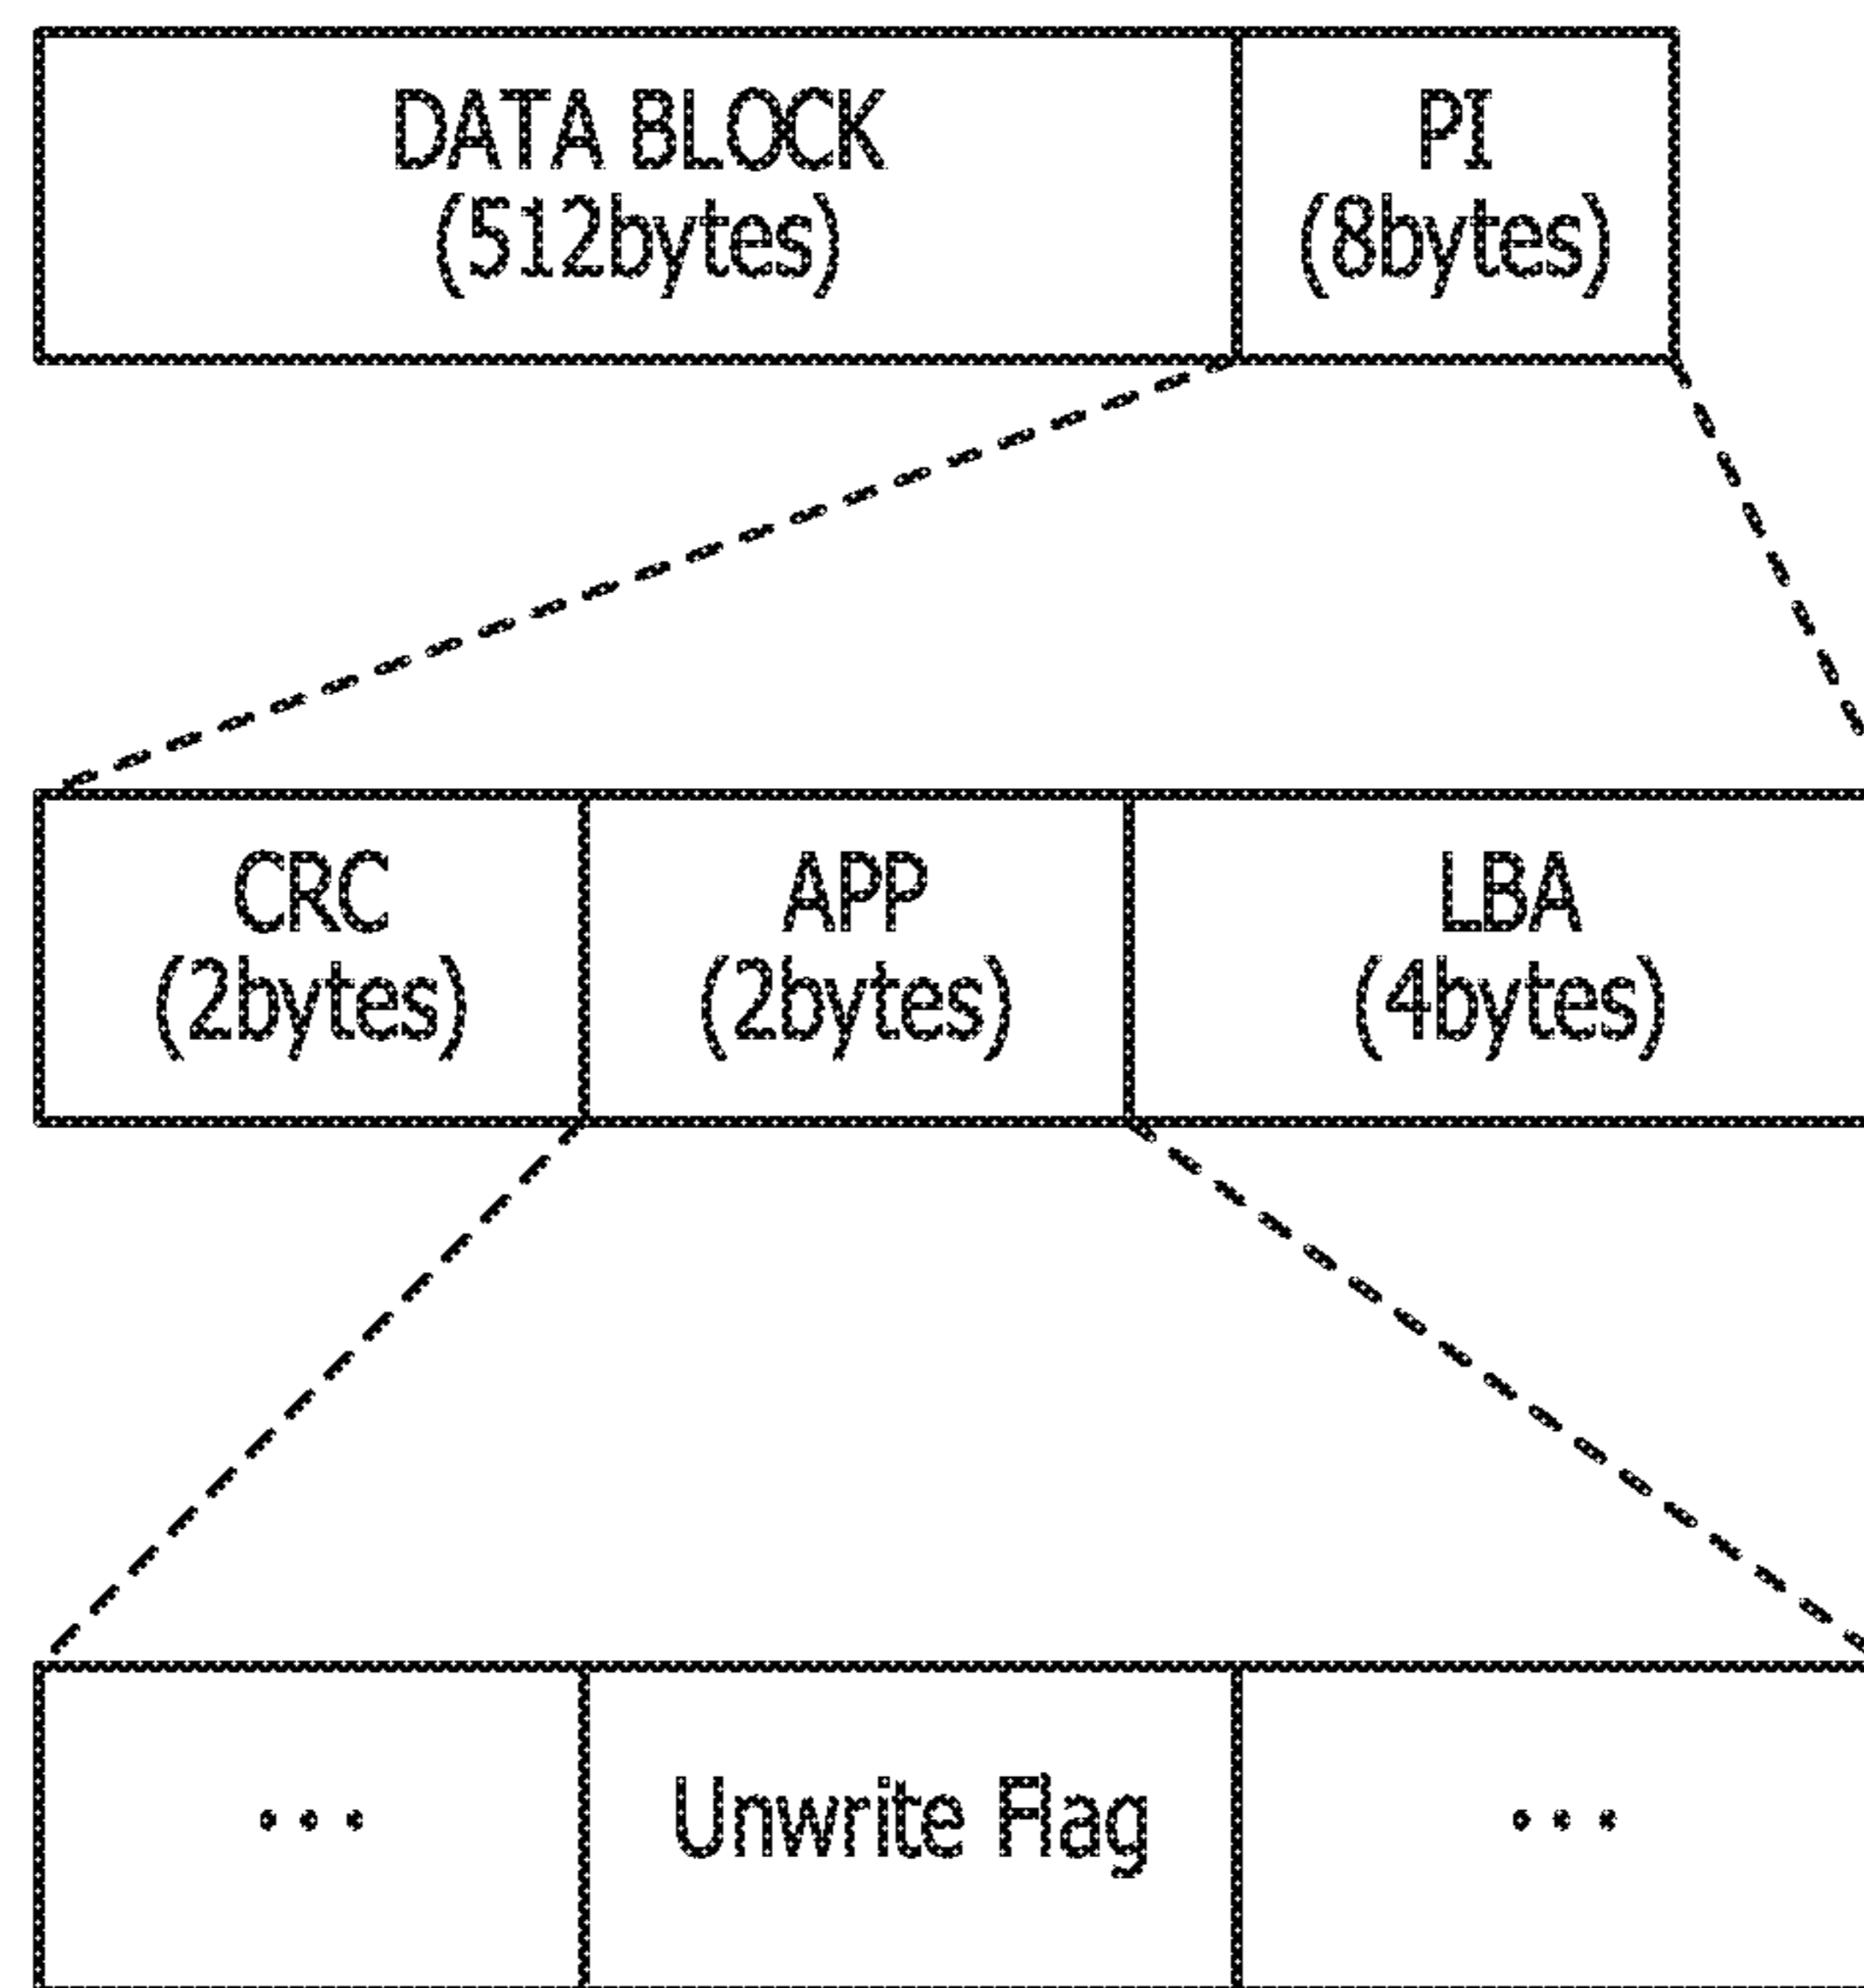 DATA BLOCK
(512bytes)
PI
(8bytes)
CRC
(2bytes)
APP
(2bytes)
LBA
(4bytes)
...
Unwrite Flag
...